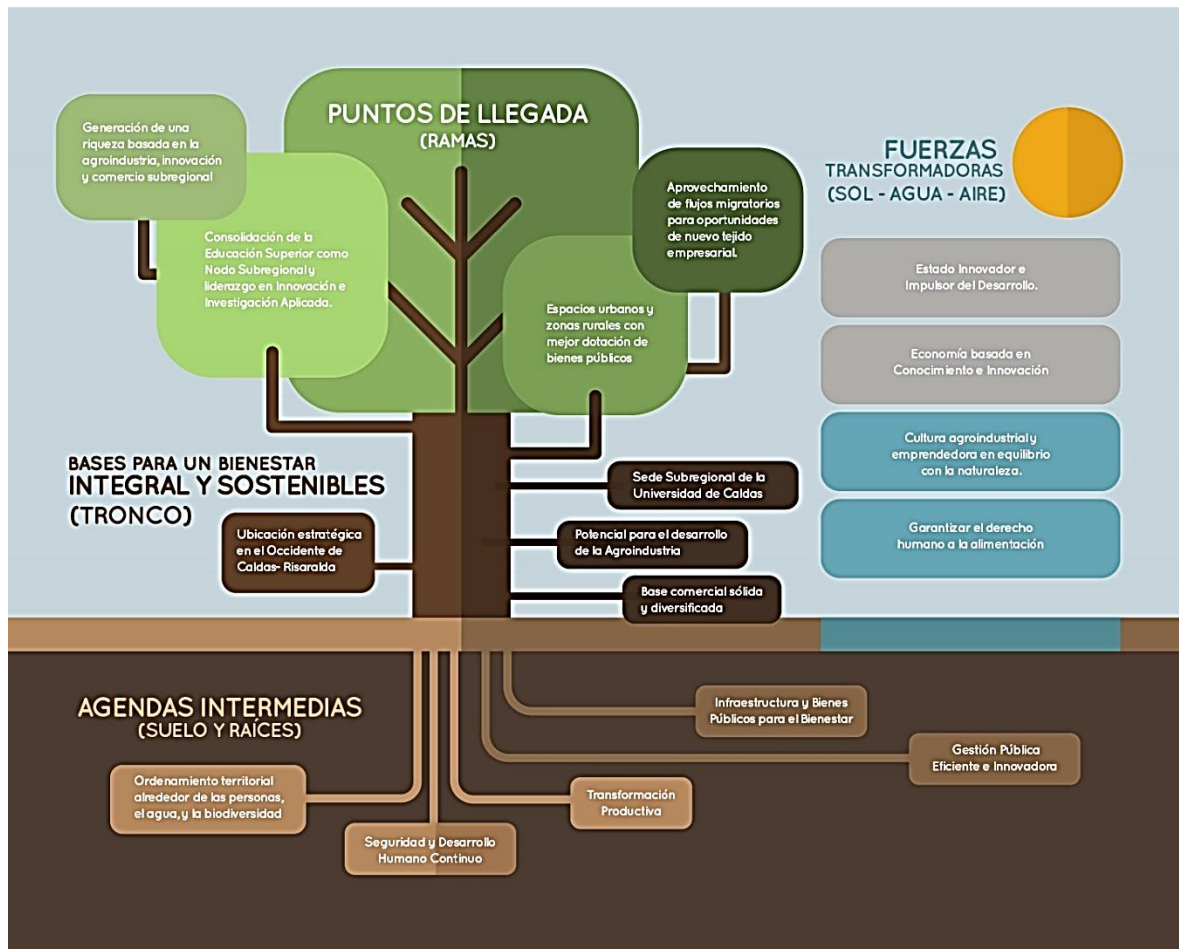 PUNTOS DE LLEGADA
(RAMAS)
Generación de una
riqueza basada en la
agroindustria, innovación
y comercio subregional
Consolidación de la
Educación Superior como
Nodo Subregional y
liderazgo en Innovación e
Investigación Aplicada.
Aprovechamiento
de flujos migratorios
para oportunidades
de nuevo tejido
empresarial.
Espacios urbanos y
zonas rurales con
mejor dotación de
bienes públicos
FUERZAS
TRANSFORMADORAS
(SOL - AGUA - AIRE)
Estado Innovador e
Impulsor del Desarrollo.
Economía basada en
Conocimiento e Innovación
Cultura agroindustrial y
emprendedora en equilibrio
con la naturaleza.
Garantizar el derecho
humano a la alimentación
BASES PARA UN BIENESTAR
INTEGRAL Y SOSTENIBLES
(TRONCO)
Ubicación estratégica
en el Occidente de
Caldas- Risaralda
Sede Subregional de la
Universidad de Caldas
Potencial para el desarrollo
de la Agroindustria
Base comercial sólida
y diversificada
AGENDAS INTERMEDIAS
(SUELO Y RAÍCES)
Ordenamiento territorial
alrededor de las personas,
el agua, y la biodiversidad
Seguridad y Desarrollo
Humano Continuo
Transformación
Productiva
Infraestructura y Bienes
Públicos para el Bienestar
Gestión Pública
Eficiente e Innovadora